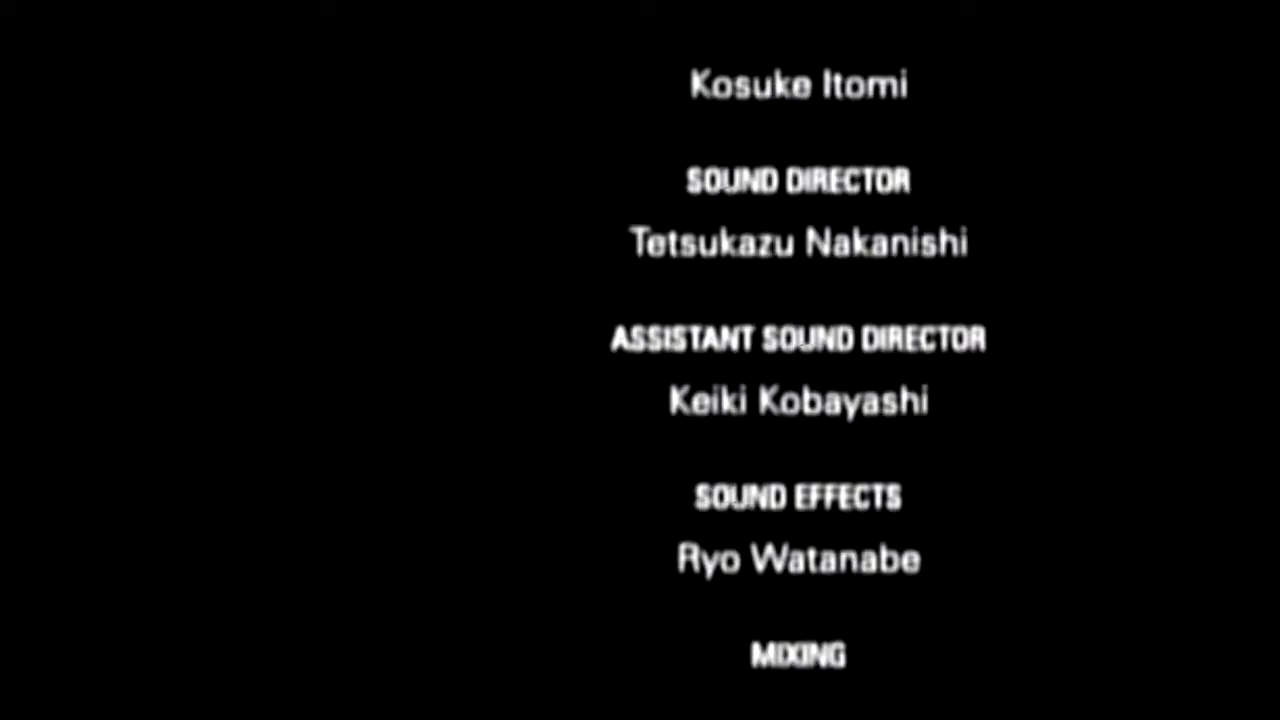 Kosuke Itomi
SOUND DIRECTOR
Tetsukazu Nakanishi
ASSISTANT SOUND DIRECTOR
Keiki Kobayashi
SOUND EFFECTS
Ryo Watanabe
MIXING